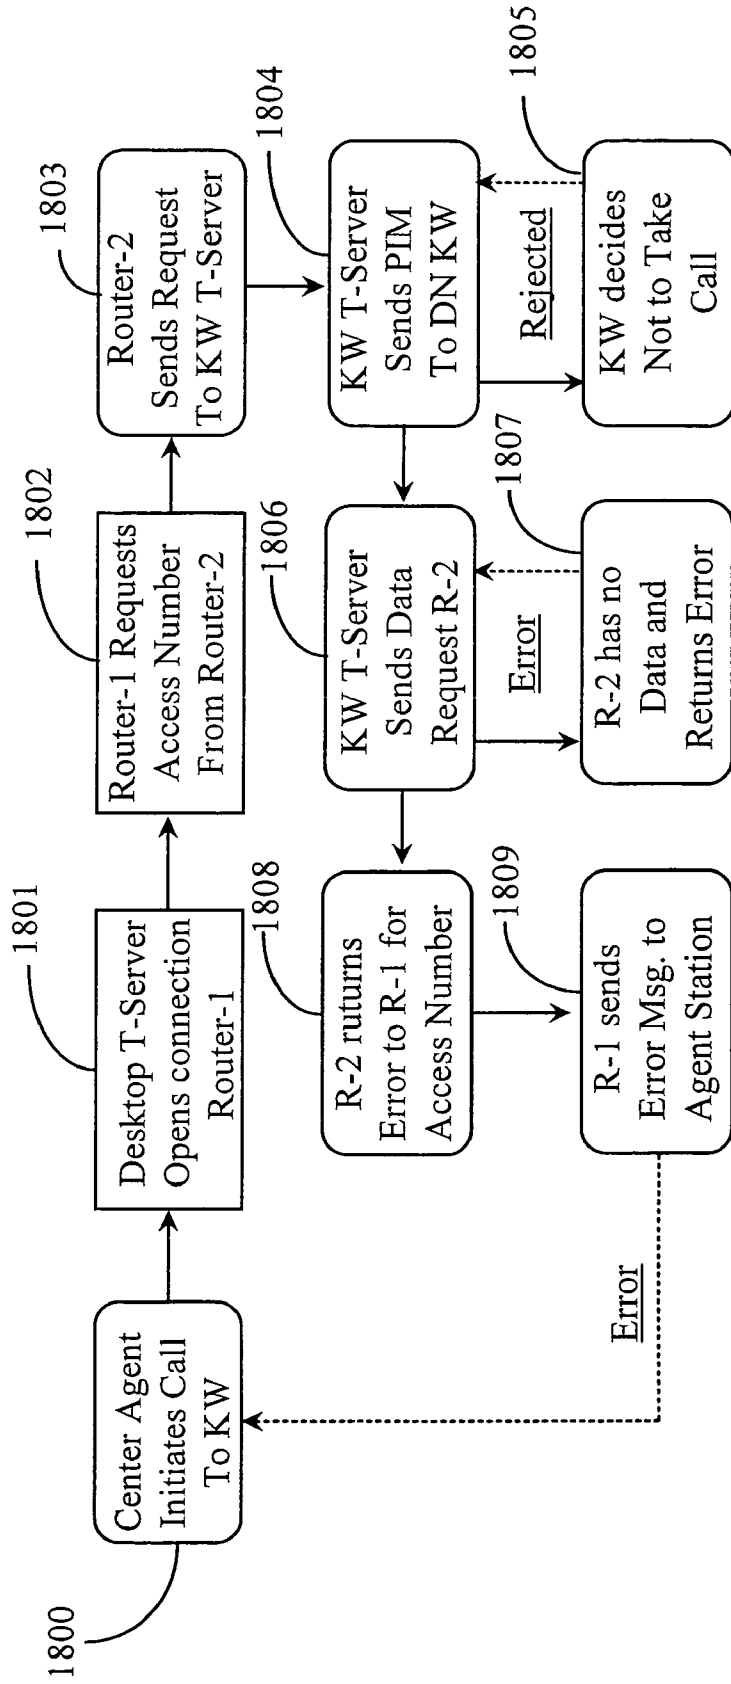 1800
Center Agent
Initiates Call
To KW
1801
Desktop T-Server
Opens connection
Router-1
1802
Router-1 Requests
Access Number
From Router-2
1803
Router-2
Sends Request
To KW T-Server
1804
KW T-Server
Sends PIM
To DN KW
Rejected
1805
KW decides
Not to Take
Call
1806
KW T-Server
Sends Data
Request R-2
Error
1807
R-2 has no
Data and
Returns Error
1808
R-2 ruturns
Error to R-1 for
Access Number
1809
R-1 sends
Error Msg. to
Agent Station
Error